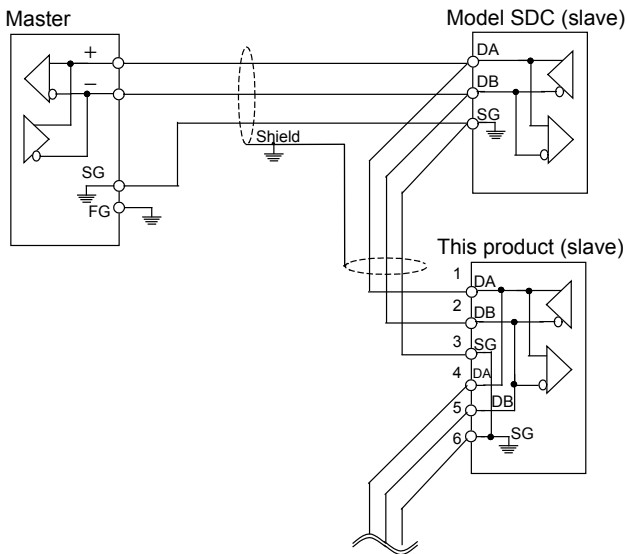 Master
+
−
SG
FG
Shield
Model SDC (slave)
DA
DB
SG
This product (slave)
1
DA
2
DB
3
SG
4
DA
5
DB
6
SG